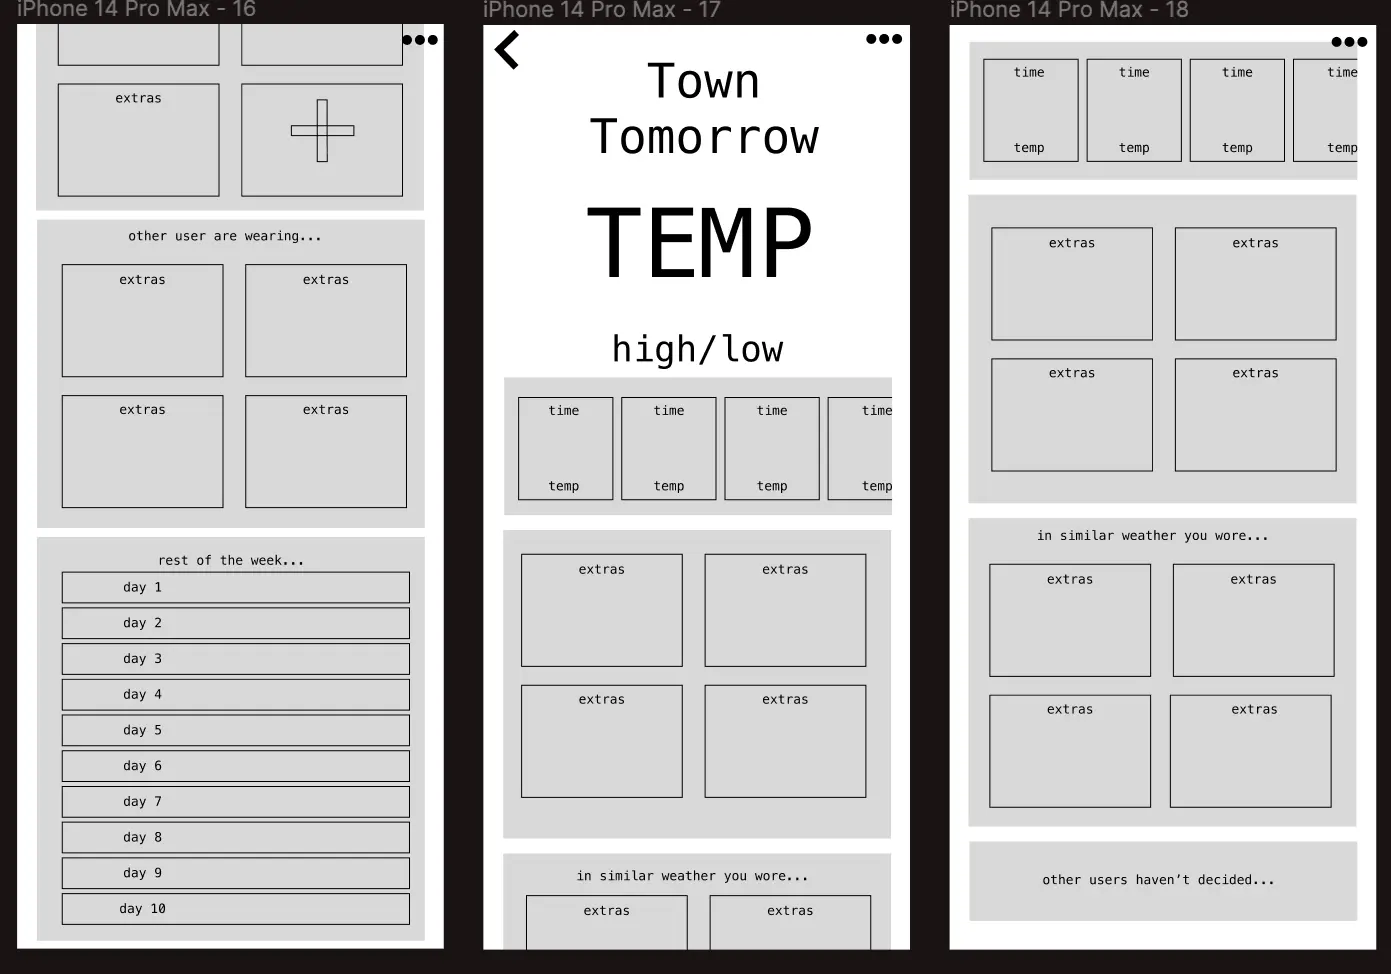 iPhone 14 Pro Max - 16
extras
other user are wearing...
extras extras
extras extras
rest of the week...
day 1
day 2
day 3
day 4
day 5
day 6
day 7
day 8
day 9
day 10
iPhone 14 Pro Max - 17
Town
Tomorrow
TEMP
high/low
time time time time
temp temp temp temp
extras extras
extras extras
in similar weather you wore...
extras extras
iPhone 14 Pro Max - 18
time time time time
temp temp temp temp
extras extras
extras extras
in similar weather you wore...
extras extras
extras extras
other users haven’t decided...